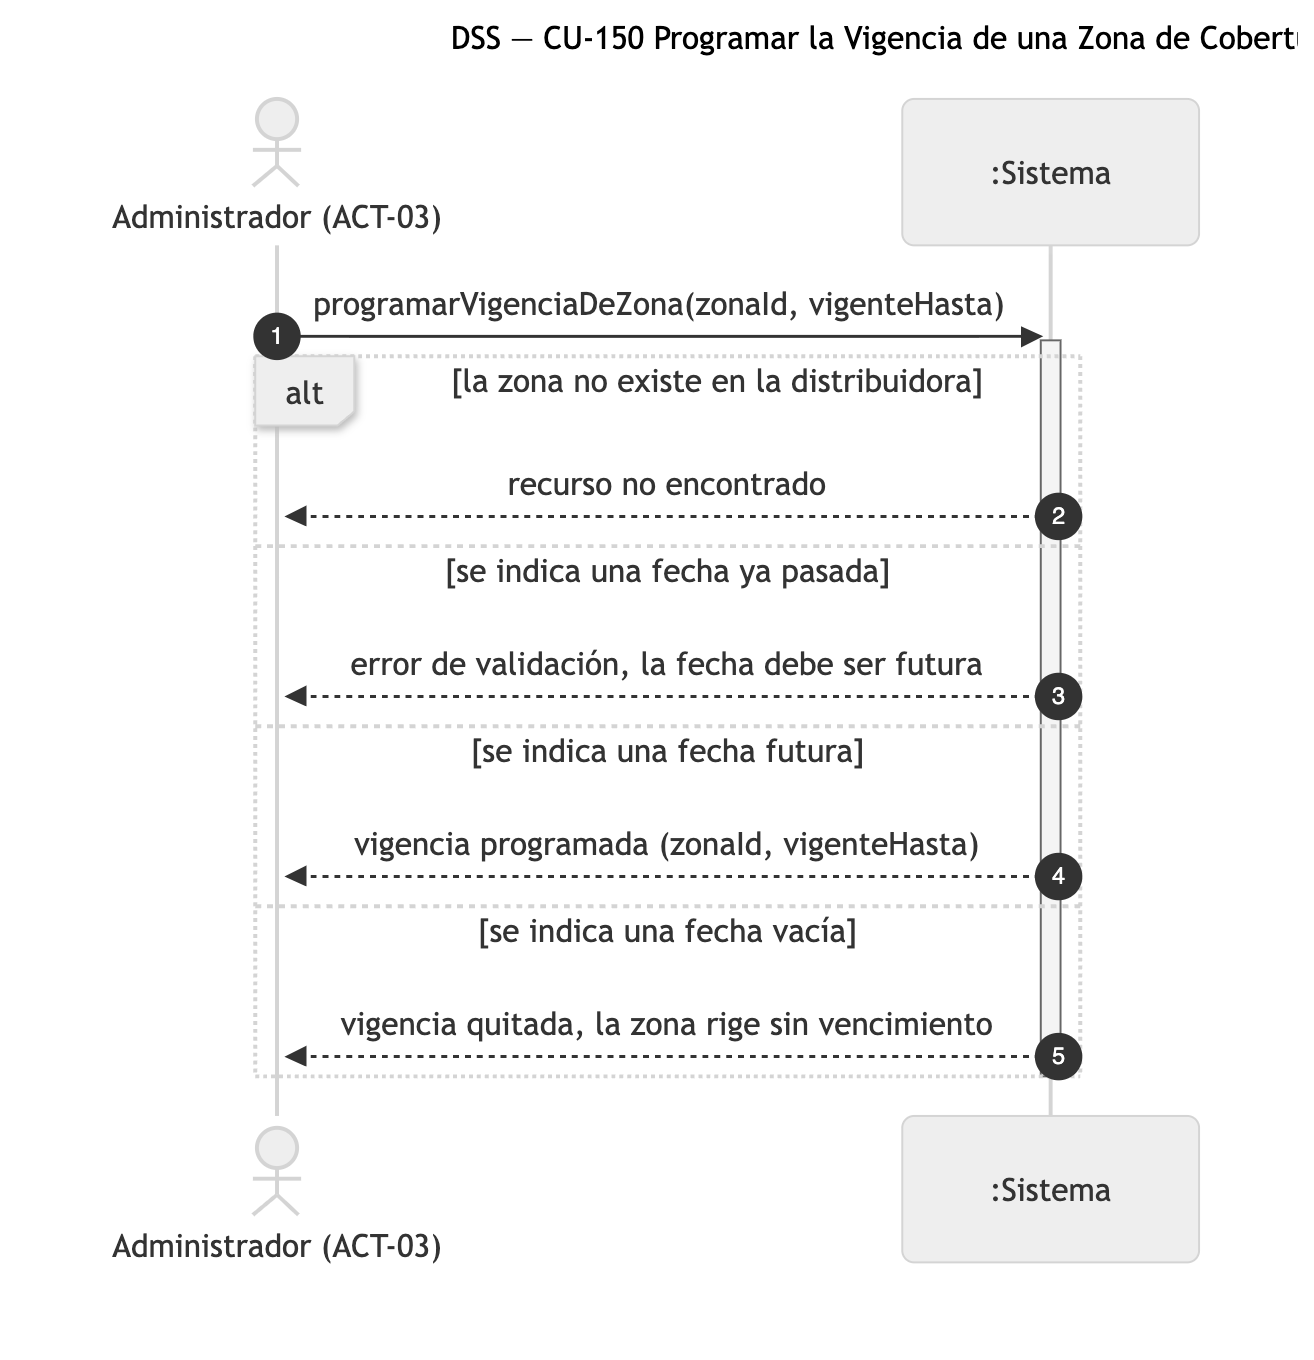 DSS — CU-150 Programar la Vigencia de una Zona de
Administrador (ACT-03)
:Sistema
programarVigenciaDeZona(zonaId, vigenteHasta)
1
alt
[la zona no existe en la distribuidora]
recurso no encontrado
2
[se indica una fecha ya pasada]
error de validación, la fecha debe ser futura
3
[se indica una fecha futura]
vigencia programada (zonaId, vigenteHasta)
4
[se indica una fecha vacía]
vigencia quitada, la zona rige sin vencimiento
5
Administrador (ACT-03)
:Sistema